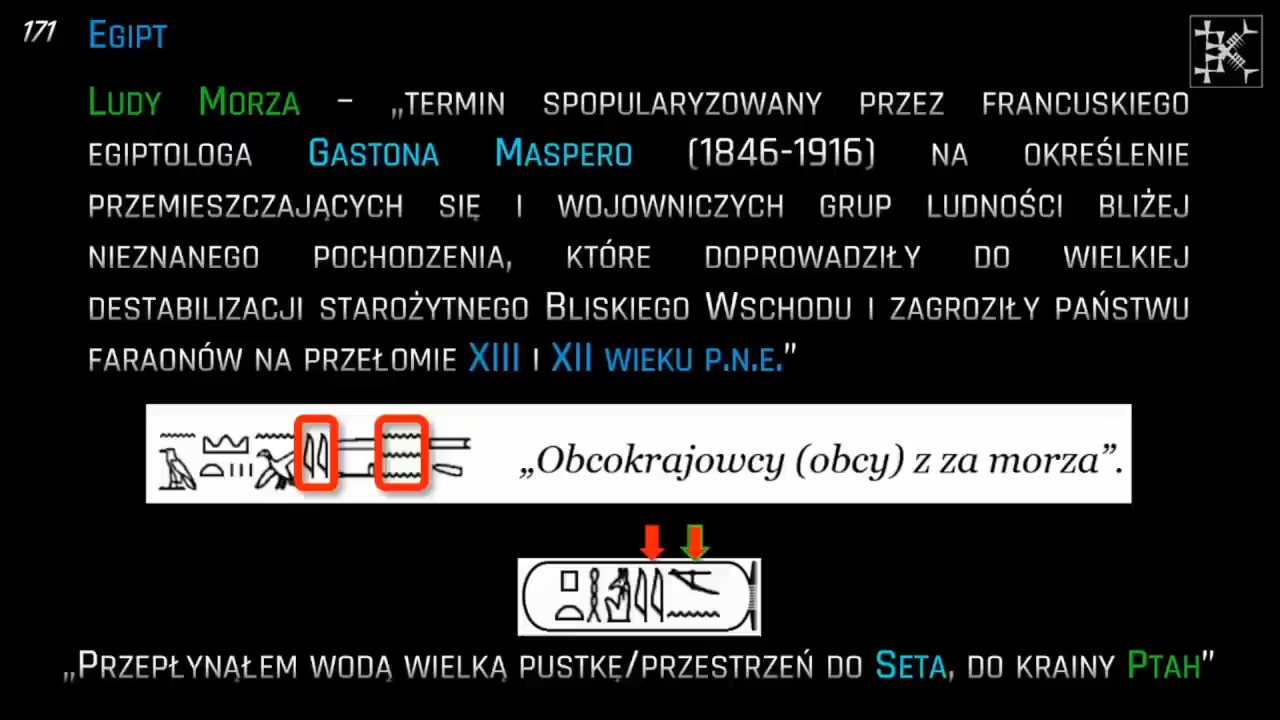 171 Egipt
Ludy Morza – „termin spopularyzowany przez francuskiego
egiptologa Gastona Maspero (1846-1916) na określenie
przemieszczających się i wojowniczych grup ludności bliżej
nieznanego pochodzenia, które doprowadziły do wielkiej
destabilizacji starożytnego Bliskiego Wschodu i zagroziły państwu
faraonów na przełomie XIII i XII wieku p.n.e.”
„Obcokrajowcy (obcy) z za morza”.
„Przepłynąłem wodą wielką pustkę/przestrzeń do Seta, do krainy Ptah”